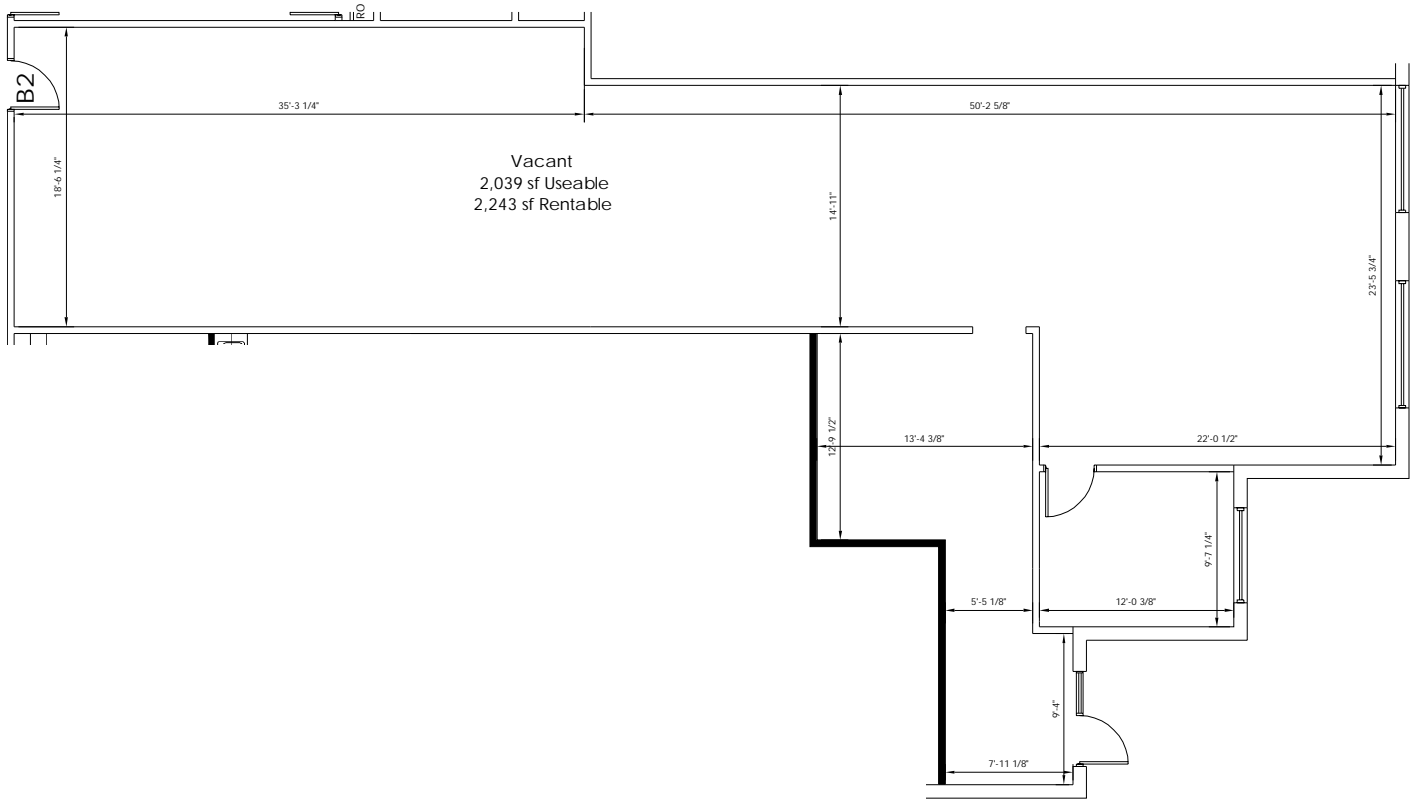 RO
B2
35'-3 1/4"
50'-2 5/8"
18'-6 1/4"
Vacant
2,039 sf Useable
2,243 sf Rentable
14'-11"
23'-5 3/4"
12'-9 1/2"
13'-4 3/8"
22'-0 1/2"
9'-7 1/4"
5'-5 1/8"
12'-0 3/8"
9'-4"
7'-11 1/8"